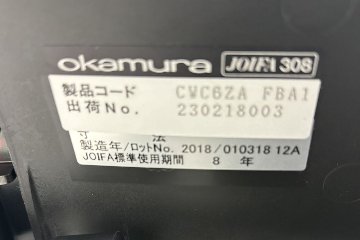 okamura JOIFA 308
製品コード CWC6ZA FBA1
出荷No. 230218003
寸法
製造年/ロットNo. 2018/010318 12A
JOIFA標準使用期間 8 年